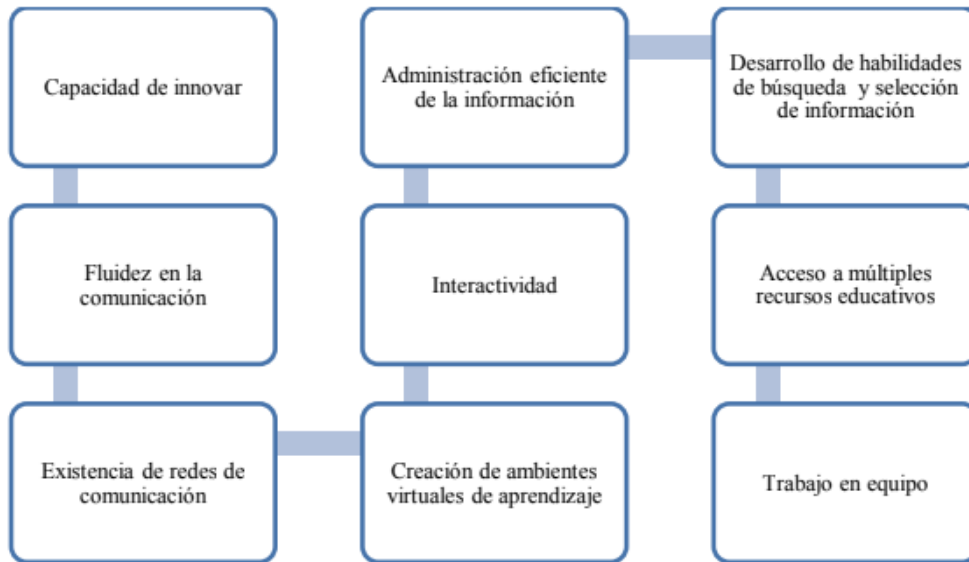 Capacidad de innovar
Fluidez en la
comunicación
Existencia de redes de
comunicación
Creación de ambientes
virtuales de aprendizaje
Interactividad
Administración eficiente
de la información
Desarrollo de habilidades
de búsqueda y selección
de información
Acceso a múltiples
recursos educativos
Trabajo en equipo